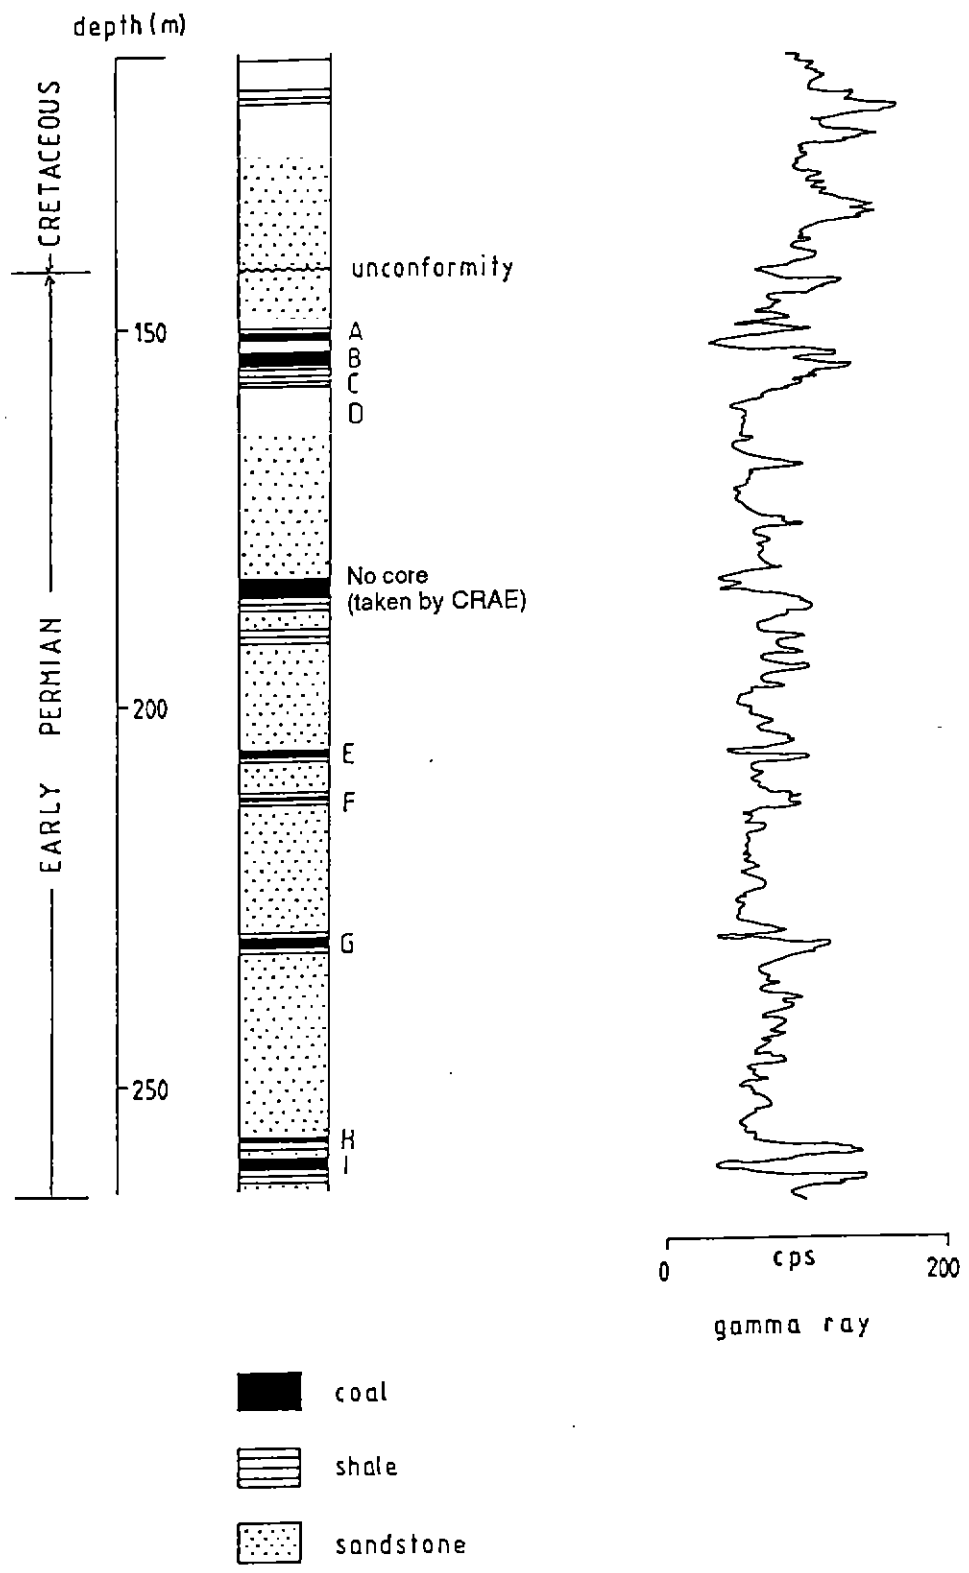 depth (m)
CRETACEOUS
EARLY PERMIAN
unconformity
150
A
B
C
D
No core
(taken by CRAE)
200
E
F
G
250
H
I
0
cps
200
gamma ray
coal
shale
sandstone